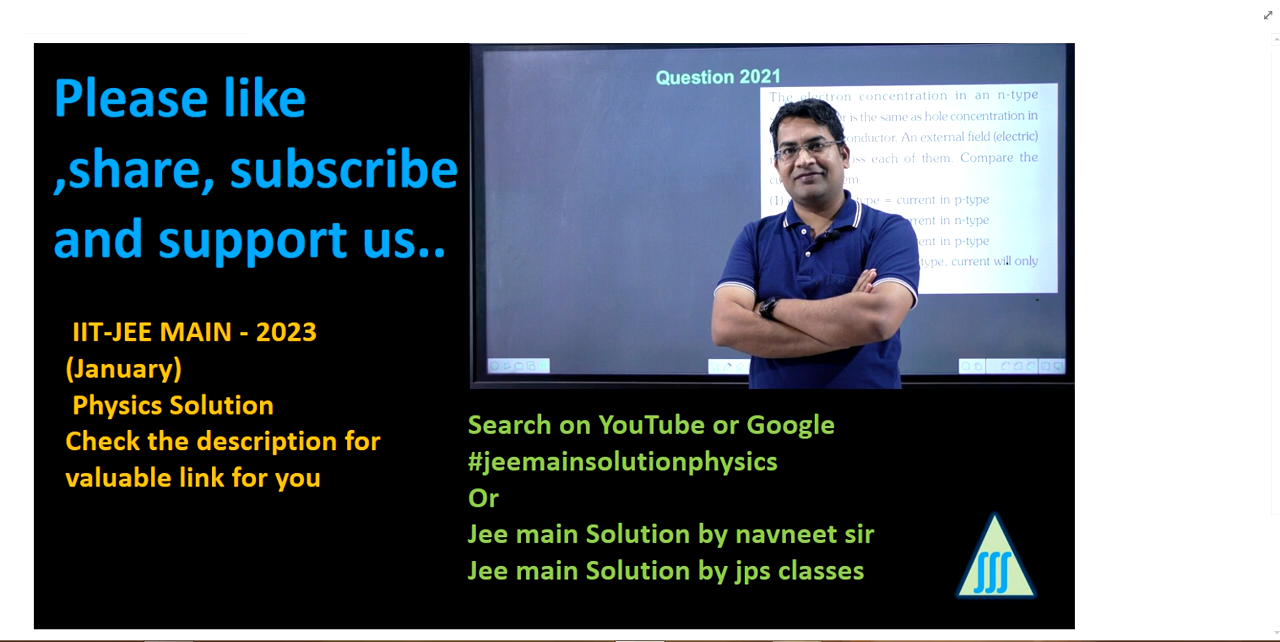 Please like
,share, subscribe
and support us..
IIT-JEE MAIN - 2023
(January)
Physics Solution
Check the description for
valuable link for you
Question 2021
The electron concentration in an n-type
is the same as hole concentration in
An external field (electric)
each of them. Compare the
(1) type = current in p-type
in n-type
in p-type
type, current will only
Search on YouTube or Google
#jeemainsolutionphysics
Or
Jee main Solution by navneet sir
Jee main Solution by jps classes
∫∫∫